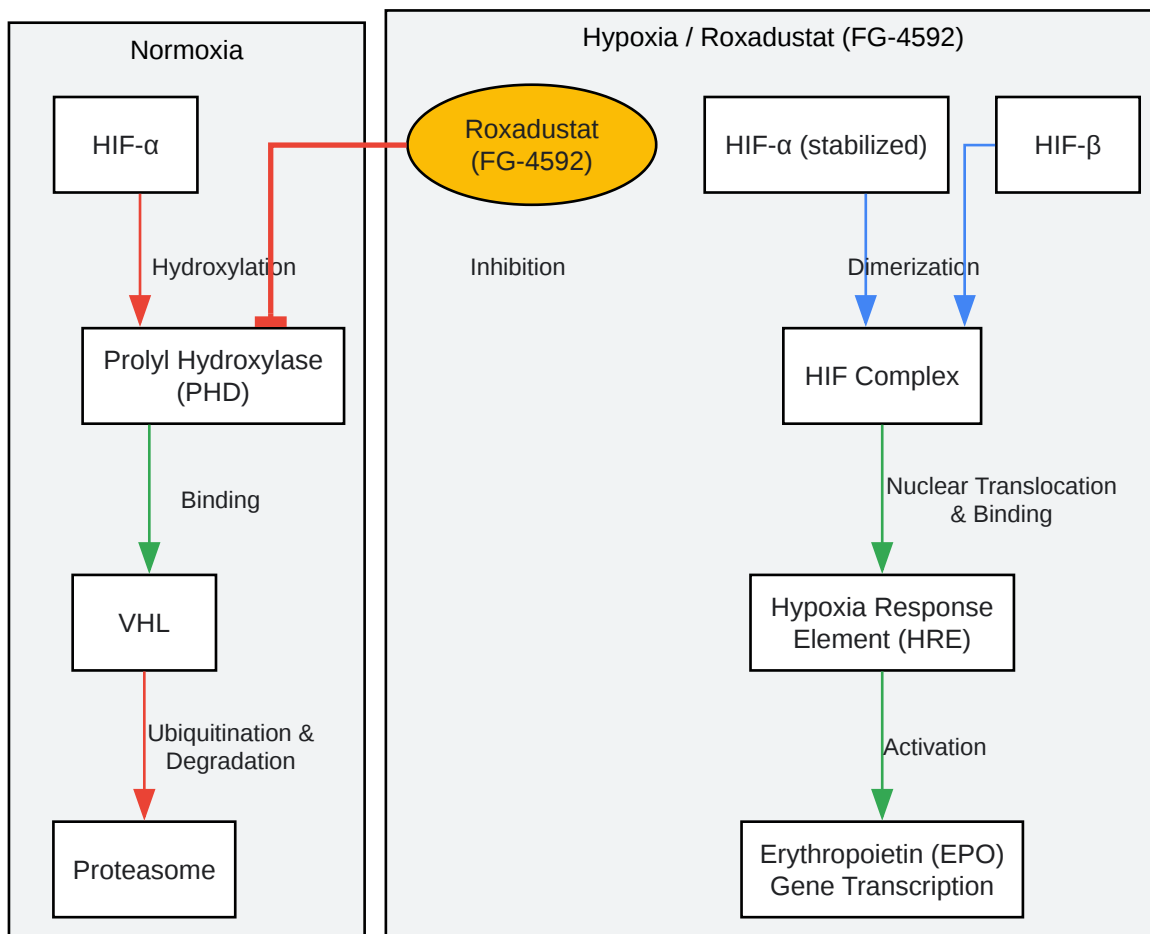 Normoxia
HIF-α
Hydroxylation
Prolyl Hydroxylase
(PHD)
Binding
VHL
Ubiquitination &
Degradation
Proteasome
Hypoxia / Roxadustat (FG-4592)
Roxadustat
(FG-4592)
Inhibition
HIF-α (stabilized)
HIF-β
Dimerization
HIF Complex
Nuclear Translocation
& Binding
Hypoxia Response
Element (HRE)
Activation
Erythropoietin (EPO)
Gene Transcription